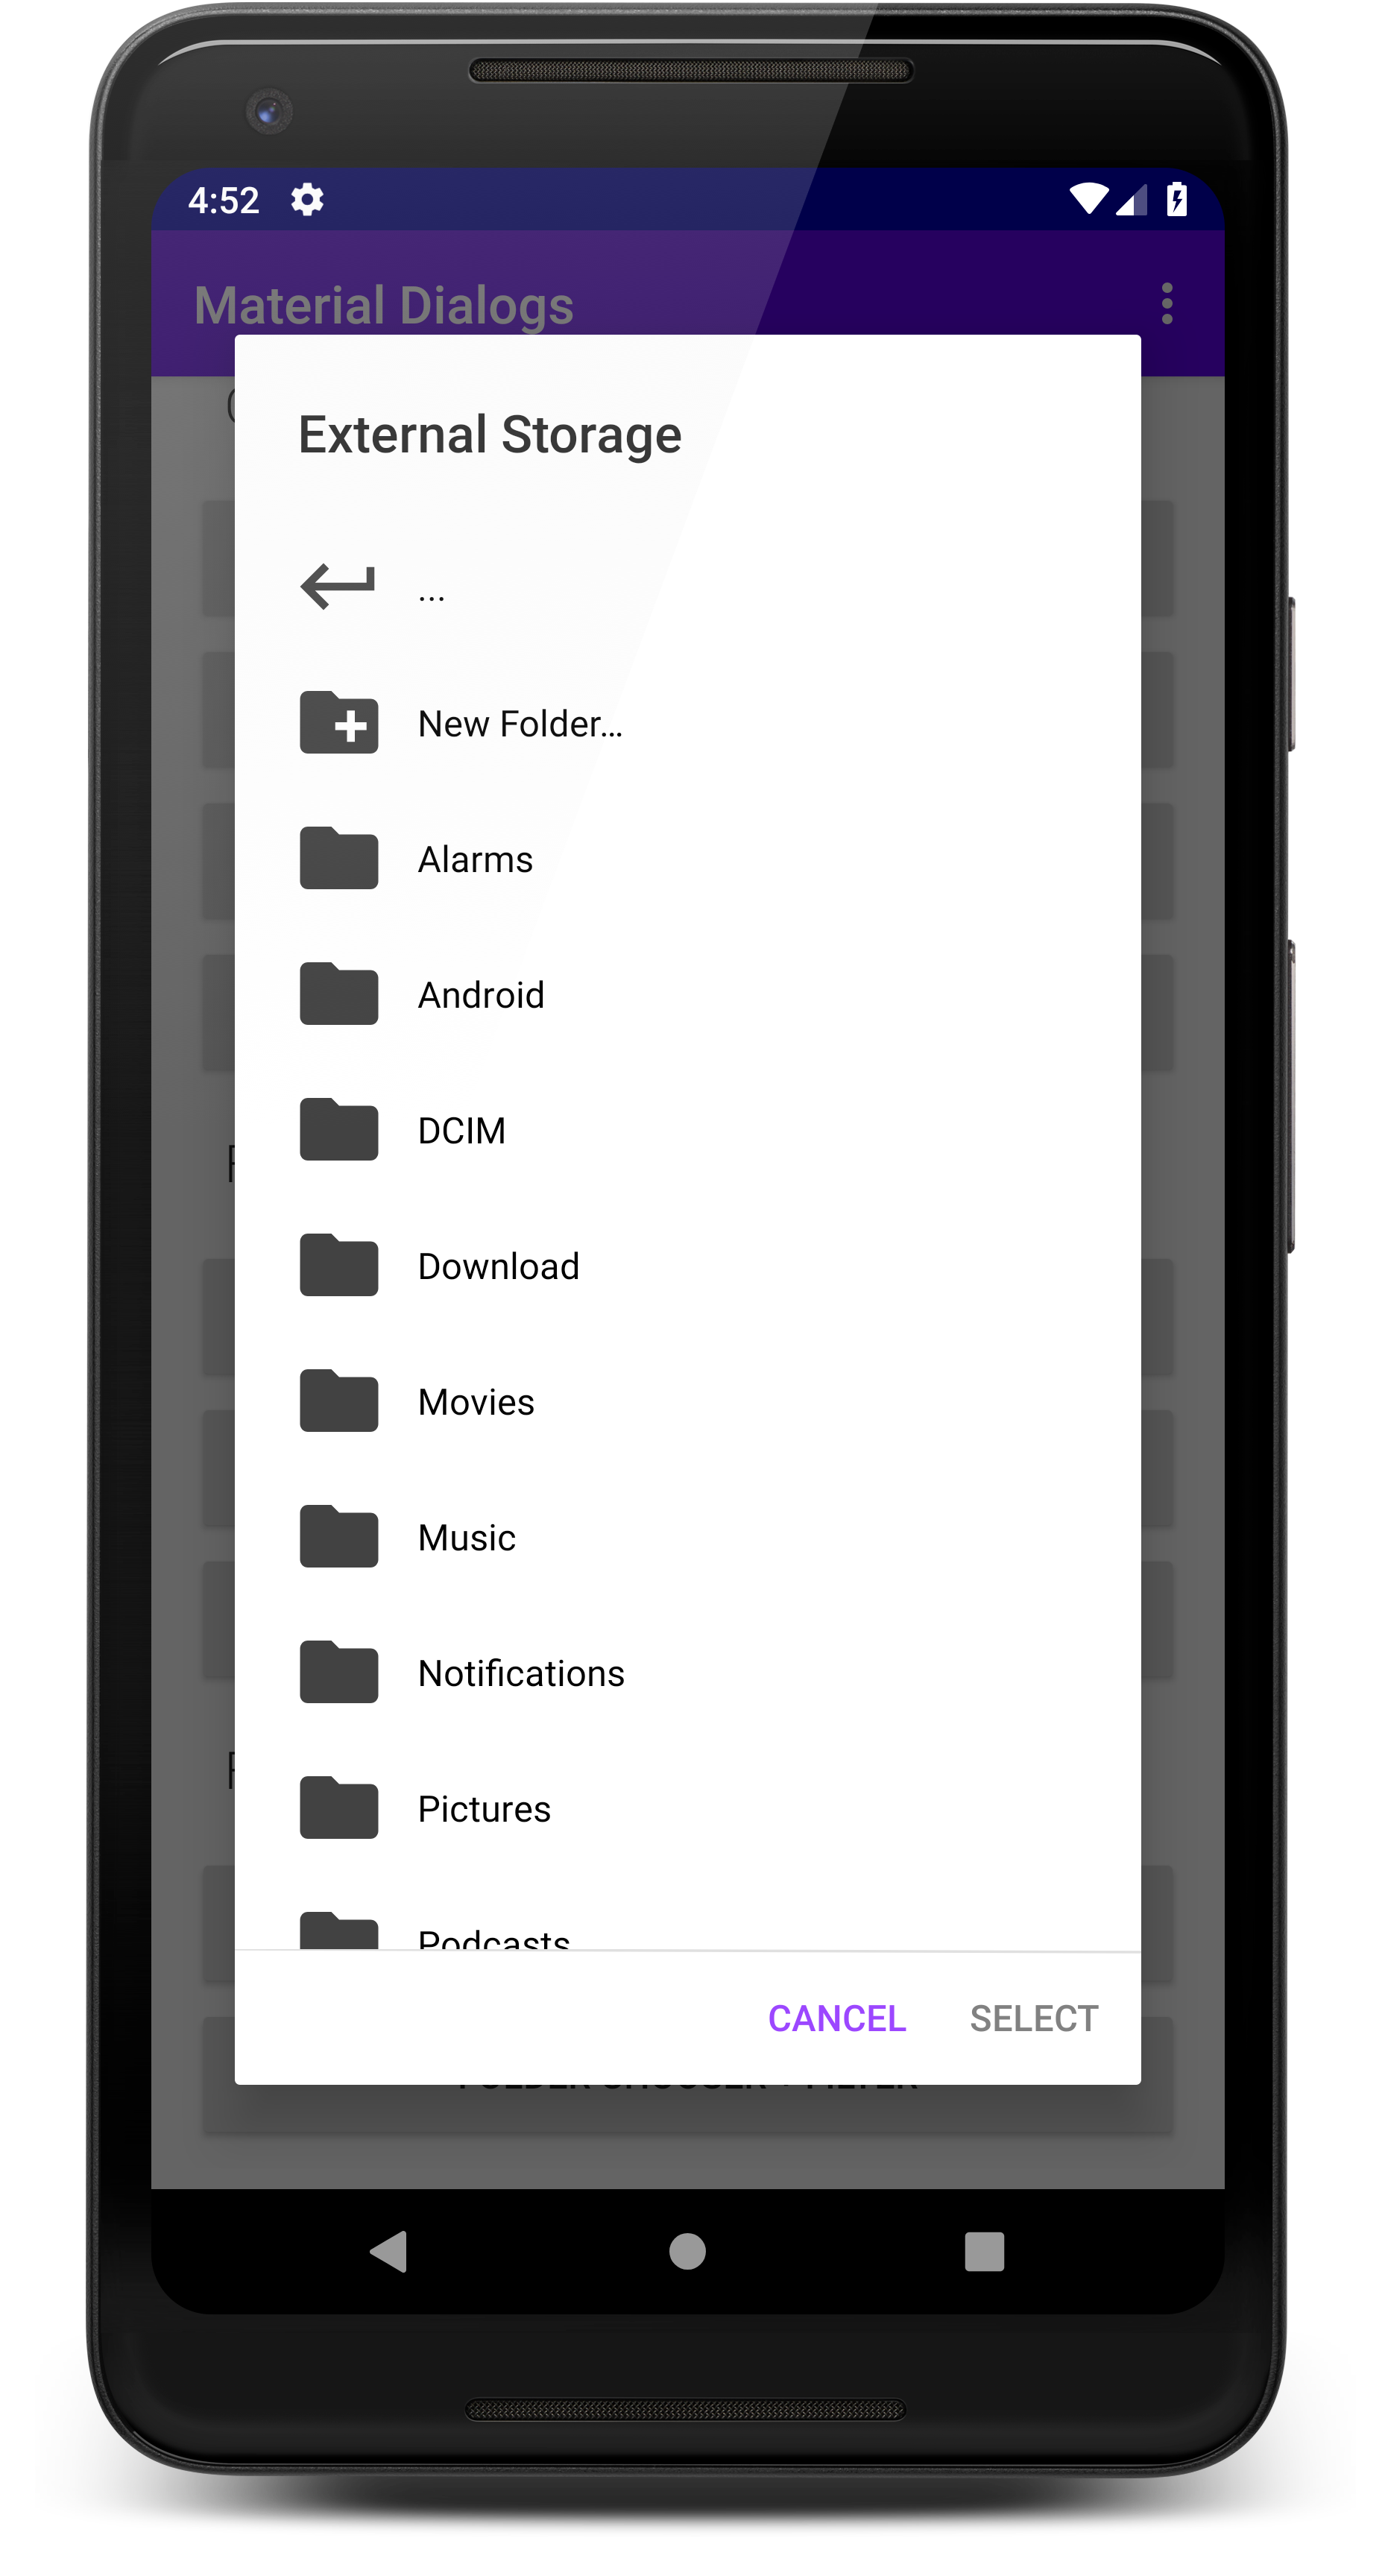 4:52
Material Dialogs
External Storage
...
New Folder...
Alarms
Android
DCIM
Download
Movies
Music
Notifications
Pictures
Podcasts
CANCEL SELECT